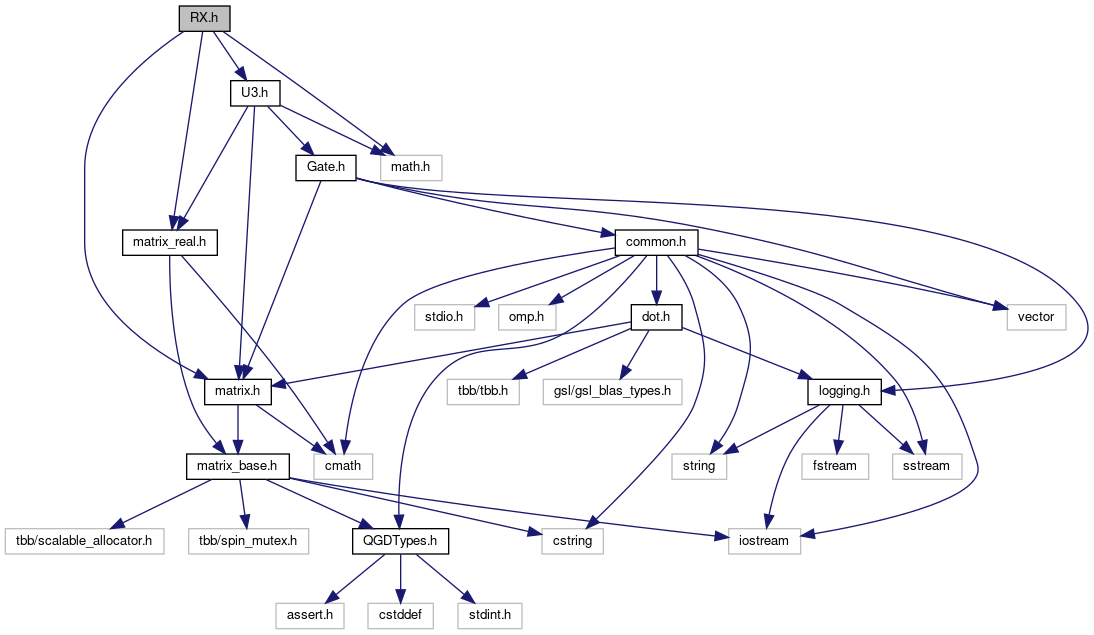 RX.h
U3.h
Gate.h
math.h
matrix_real.h
common.h
stdio.h
omp.h
dot.h
vector
matrix.h
tbb/tbb.h
gsl/gsl_blas_types.h
logging.h
matrix_base.h
cmath
string
fstream
sstream
tbb/scalable_allocator.h
tbb/spin_mutex.h
QGDTypes.h
cstring
iostream
assert.h
cstddef
stdint.h